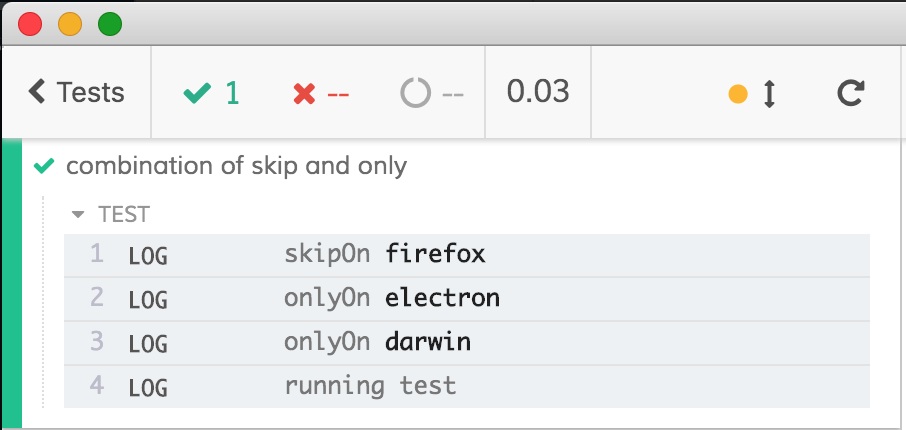 Tests 1 -- -- 0.03
combination of skip and only
TEST
1 LOG skipOn firefox
2 LOG onlyOn electron
3 LOG onlyOn darwin
4 LOG running test